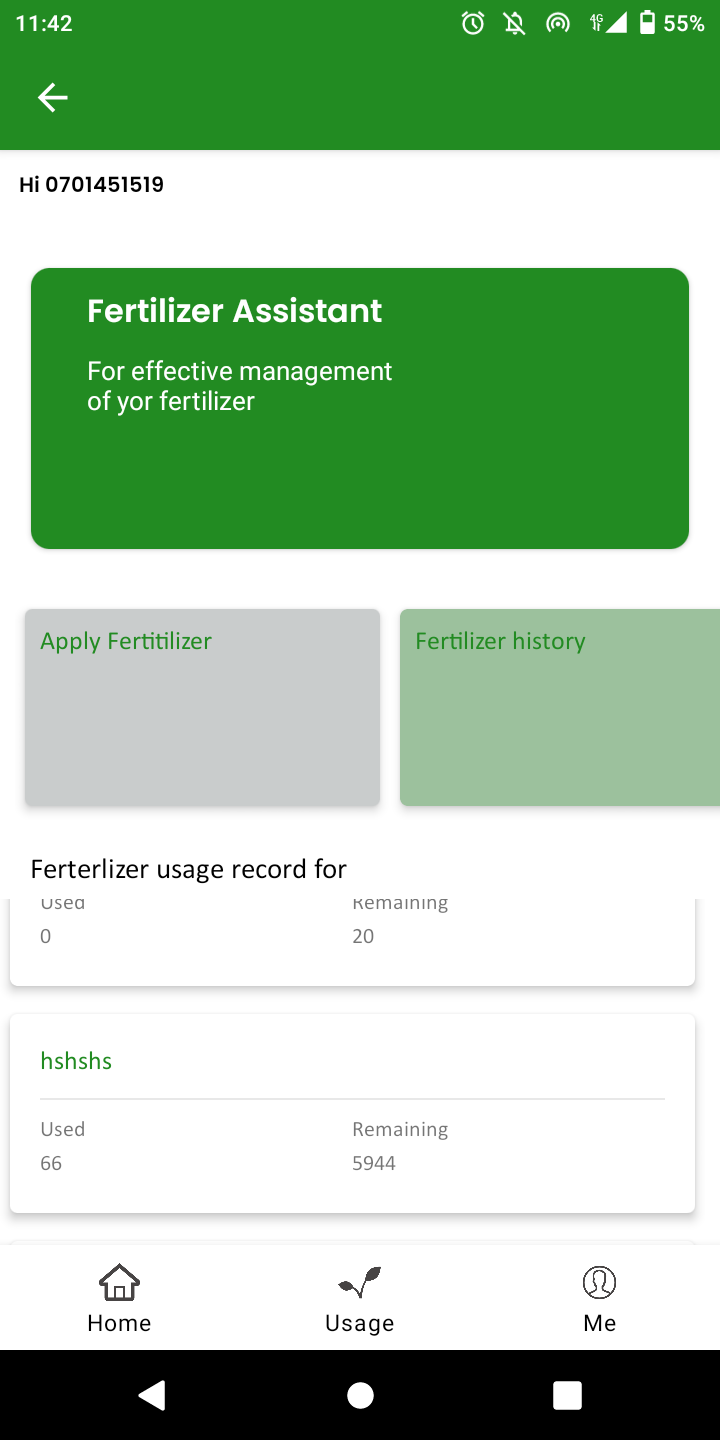 11:42
4G
55%
Hi 0701451519
Fertilizer Assistant
For effective management
of yor fertilizer
Apply Fertitilizer
Fertilizer history
Ferterlizer usage record for
Used
Remaining
0
20
hshshs
Used
Remaining
66
5944
Home
Usage
Me